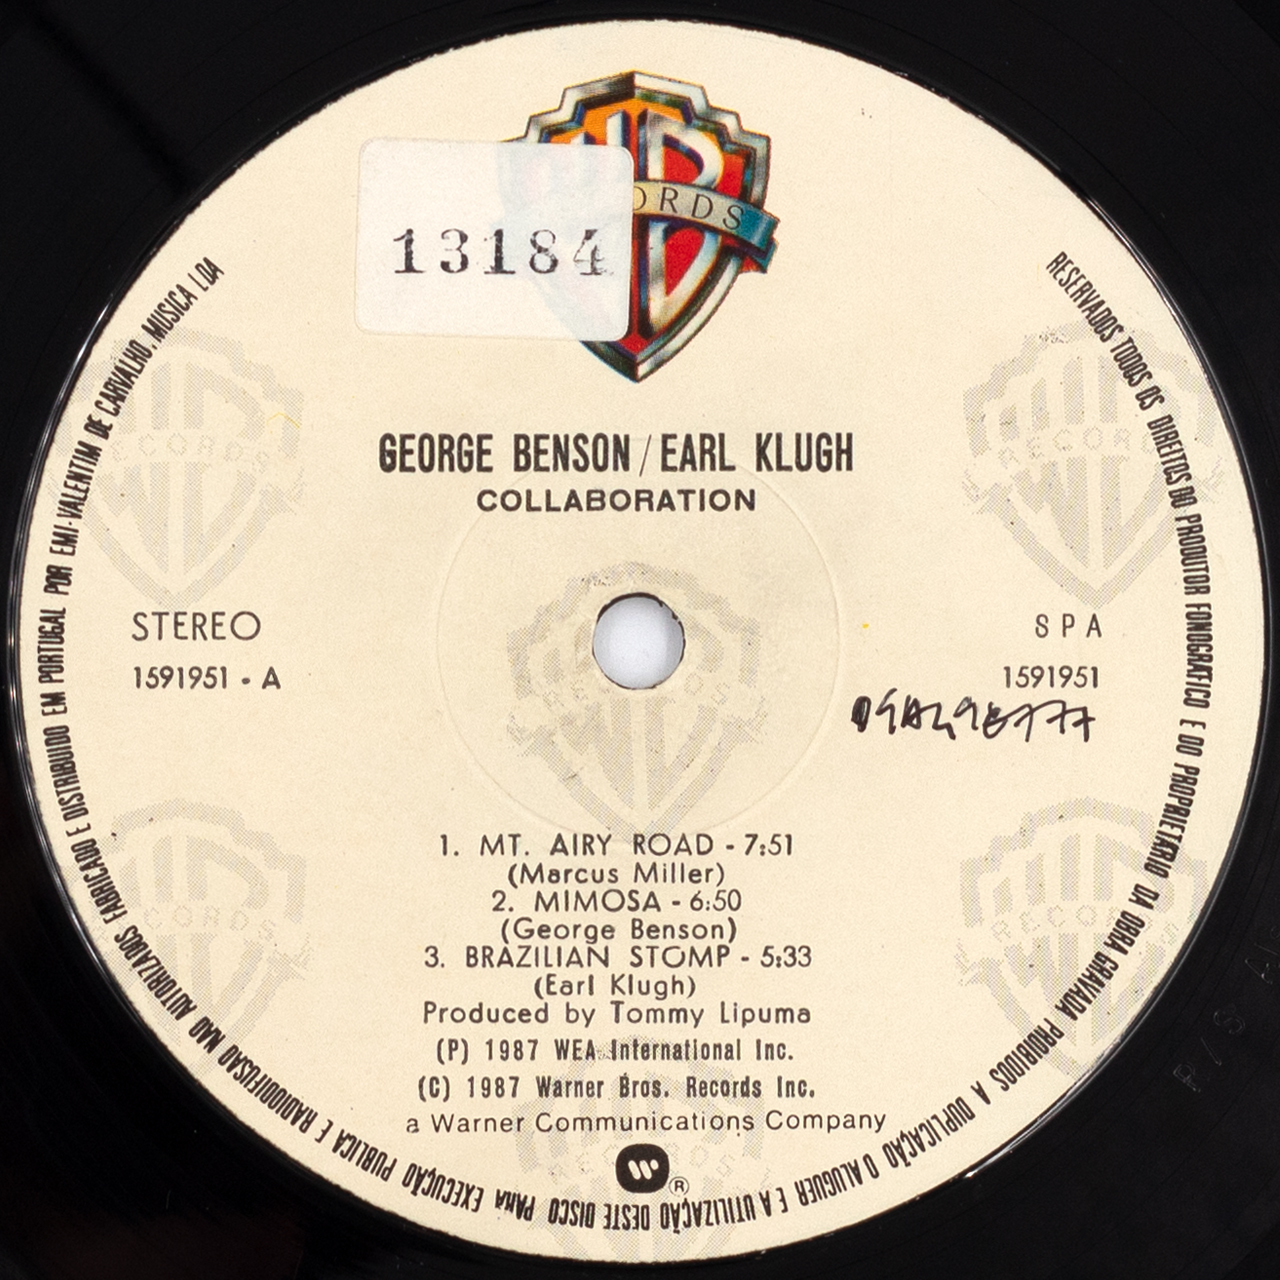 13184
ORDS
GEORGE BENSON / EARL KLUGH
COLLABORATION
STEREO
1591951 • A
SPA
1591951
1. MT. AIRY ROAD - 7:51
(Marcus Miller)
2. MIMOSA - 6:50
(George Benson)
3. BRAZILIAN STOMP - 5:33
(Earl Klugh)
Produced by Tommy Lipuma
(P) 1987 WEA International Inc.
(C) 1987 Warner Bros. Records Inc.
a Warner Communications Company
®
RESERVADOS TODOS OS DIREITOS DO PRODUTOR FONOGRAFICO E DO PROPRIETARIO DA OBRA GRAVADA PROIBIDOS A DUPLICAÇÃO O ALUGUER E A UTILIZAÇÃO DESTE DISCO PARA EXECUÇÃO PUBLICA E RADIODIFUSAO NAO AUTORIZADOS FABRICADO E DISTRIBUIDO EM PORTUGAL POR EMI-VALENTIM DE CARVALHO, MUSICA LDA